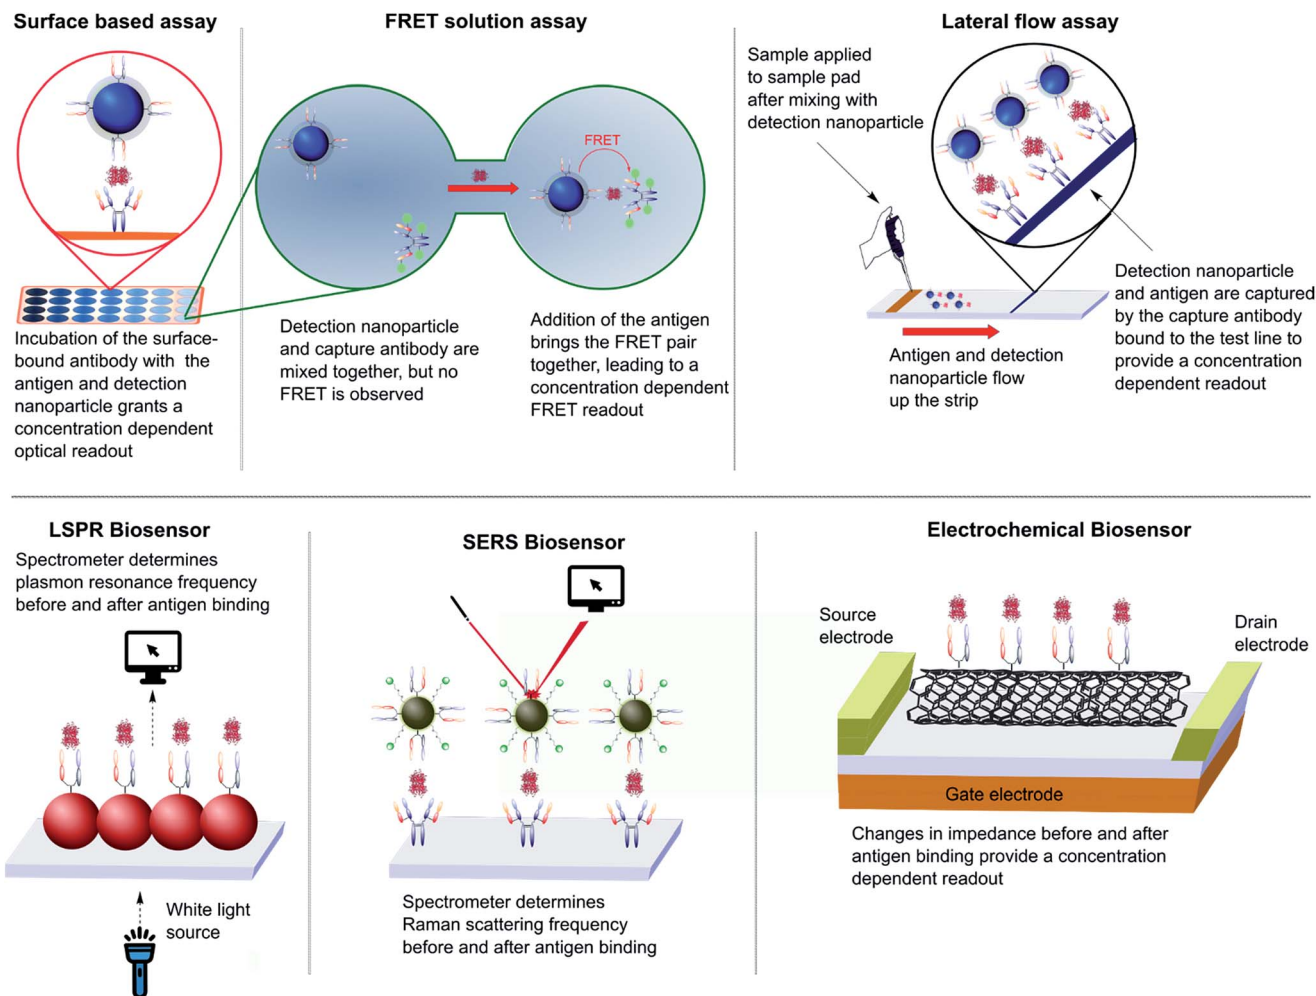 Surface based assay
Incubation of the surface-
bound antibody with the
antigen and detection
nanoparticle grants a
concentration dependent
optical readout
FRET solution assay
FRET
Detection nanoparticle
and capture antibody are
mixed together, but no
FRET is observed
Addition of the antigen
brings the FRET pair
together, leading to a
concentration dependent
FRET readout
Lateral flow assay
Sample applied
to sample pad
after mixing with
detection nanoparticle
Antigen and detection
nanoparticle flow
up the strip
Detection nanoparticle
and antigen are captured
by the capture antibody
bound to the test line to
provide a concentration
dependent readout
LSPR Biosensor
Spectrometer determines
plasmon resonance frequency
before and after antigen binding
White light
source
SERS Biosensor
Spectrometer determines
Raman scattering frequency
before and after antigen binding
Electrochemical Biosensor
Source
electrode
Drain
electrode
Gate electrode
Changes in impedance before and after
antigen binding provide a concentration
dependent readout